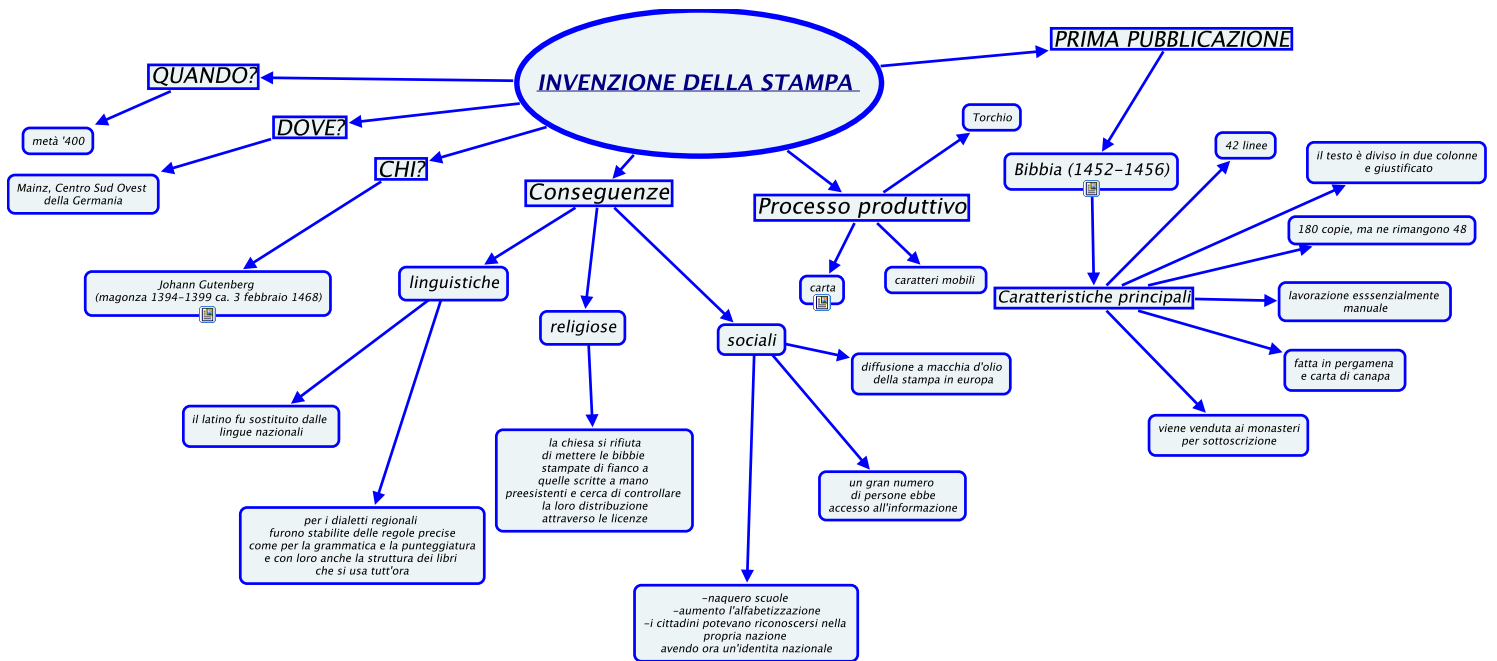 INVENZIONE DELLA STAMPA
PRIMA PUBBLICAZIONE
QUANDO?
metà '400
DOVE?
Mainz, Centro Sud Ovest
della Germania
CHI?
Johann Gutenberg
(magonza 1394-1399 ca. 3 febbraio 1468)
Conseguenze
linguistiche
il latino fu sostituito dalle
lingue nazionali
per i dialetti regionali
furono stabilite delle regole precise
come per la grammatica e la punteggiatura
e con loro anche la struttura dei libri
che si usa tutt'ora
religiose
la chiesa si rifiuta
di mettere le bibbie
stampate di fianco a
quelle scritte a mano
preesistenti e cerca di controllare
la loro distribuzione
attraverso le licenze
sociali
diffusione a macchia d'olio
della stampa in europa
un gran numero
di persone ebbe
accesso all'informazione
-naquero scuole
-aumento l'alfabetizzazione
-i cittadini potevano riconoscersi nella
propria nazione
avendo ora un'identita nazionale
Processo produttivo
Torchio
carta
caratteri mobili
Bibbia (1452-1456)
Caratteristiche principali
42 linee
il testo è diviso in due colonne
e giustificato
180 copie, ma ne rimangono 48
lavorazione esssenzialmente
manuale
fatta in pergamena
e carta di canapa
viene venduta ai monasteri
per sottoscrizione